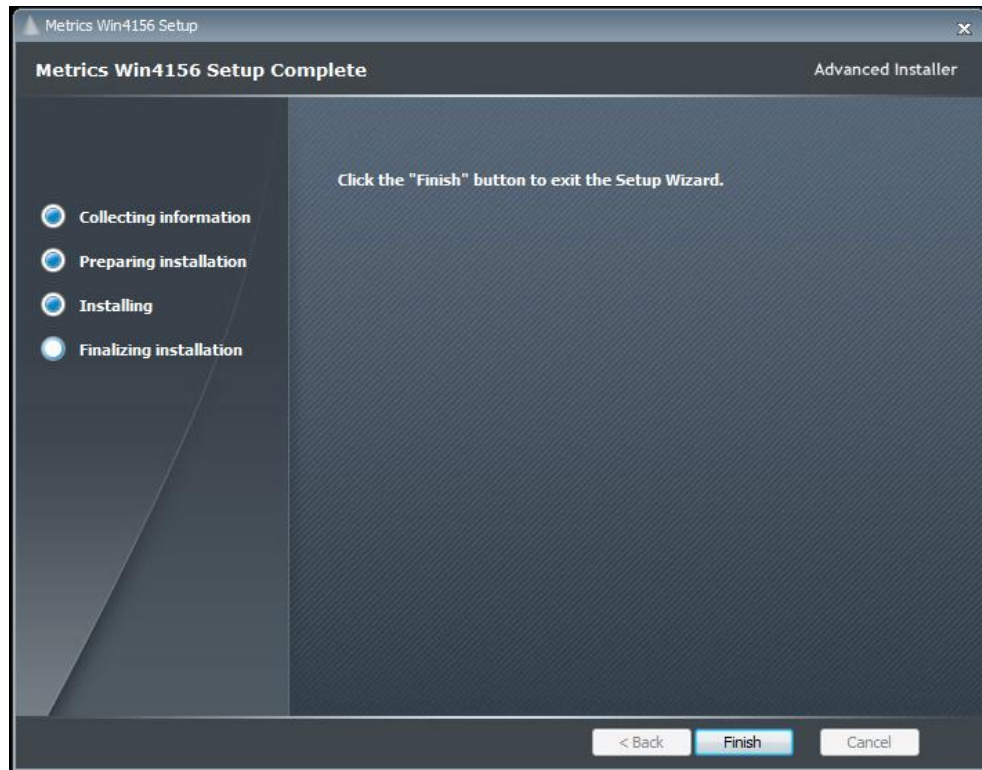 Metrics Win4156 Setup
x
Metrics Win4156 Setup Complete
Advanced Installer
Click the "Finish" button to exit the Setup Wizard.
Collecting information
Preparing installation
Installing
Finalizing installation
< Back
Finish
Cancel